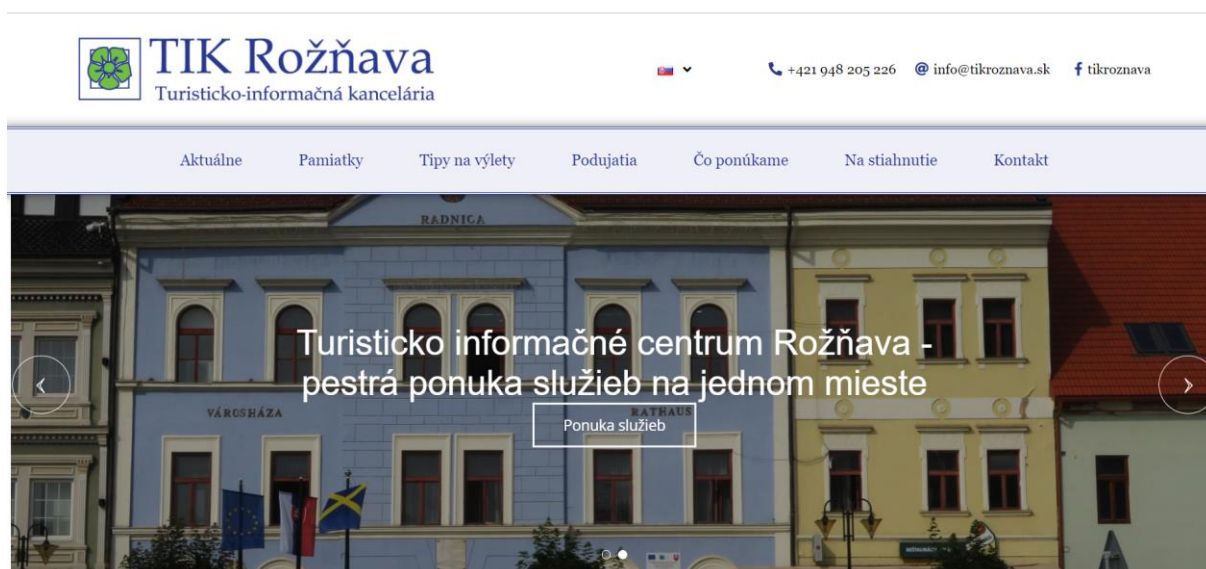 TIK Rožňava
Turisticko-informačná kancelária
+421 948 205 226 @ info@tikroznava.sk f tikroznava
Aktuálne Pamiatky Tipy na výlety Podujatia Čo ponúkame Na stiahnutie Kontakt
RADNICA
Turisticko informačné centrum Rožňava -
pestrá ponuka služieb na jednom mieste
VÁROSHÁZA RATHAUS
Ponuka služieb